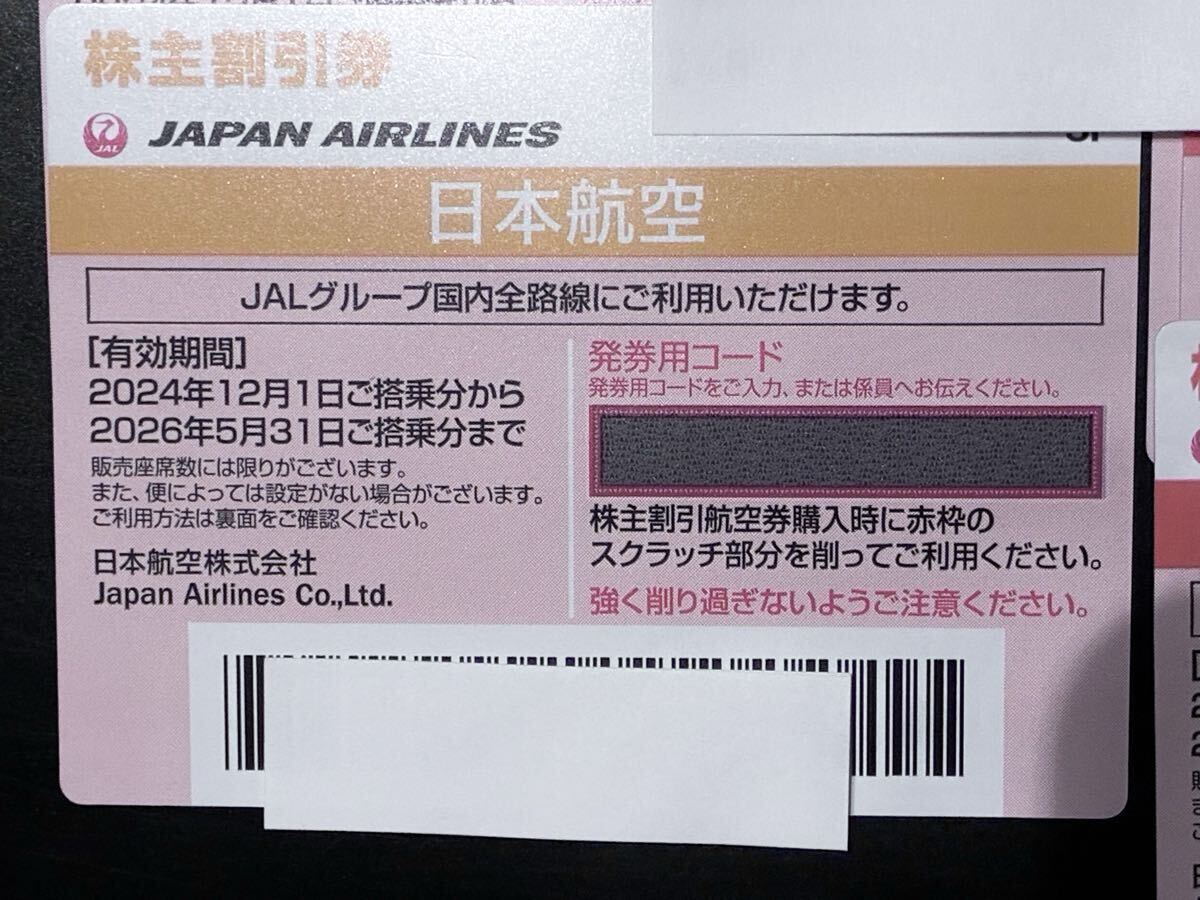 株主割引券
JAL JAPAN AIRLINES
日本航空
JALグループ国内全路線にご利用いただけます。
[有効期間]
2024年12月1日ご搭乗分から
2026年5月31日ご搭乗分まで
販売座席数には限りがございます。
また、便によっては設定がない場合がございます。
ご利用方法は裏面をご確認ください。
日本航空株式会社
Japan Airlines Co.,Ltd.
発券用コード
発券用コードをご入力、または係員へお伝えください。
株主割引航空券購入時に赤枠の
スクラッチ部分を削ってご利用ください。
強く削り過ぎないようご注意ください。